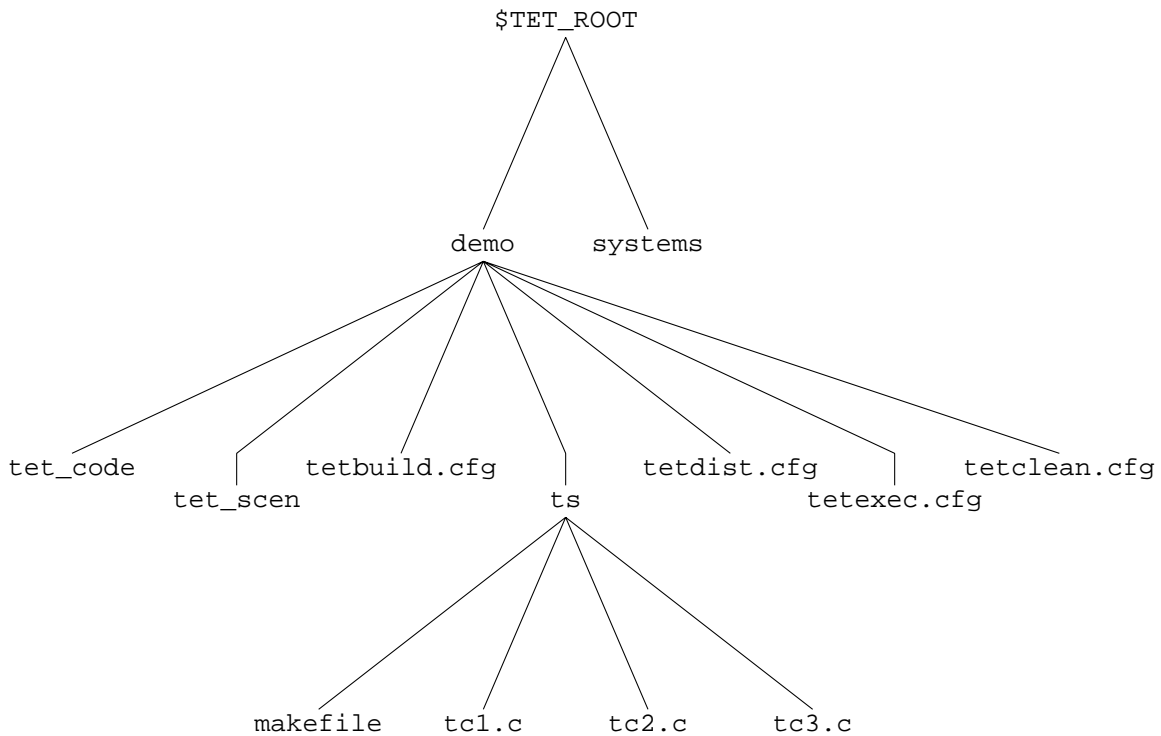 $TET_ROOT
demo systems
tet_code tetbuild.cfg tetdist.cfg tetclean.cfg
tet_scen ts tetexec.cfg
makefile tc1.c tc2.c tc3.c